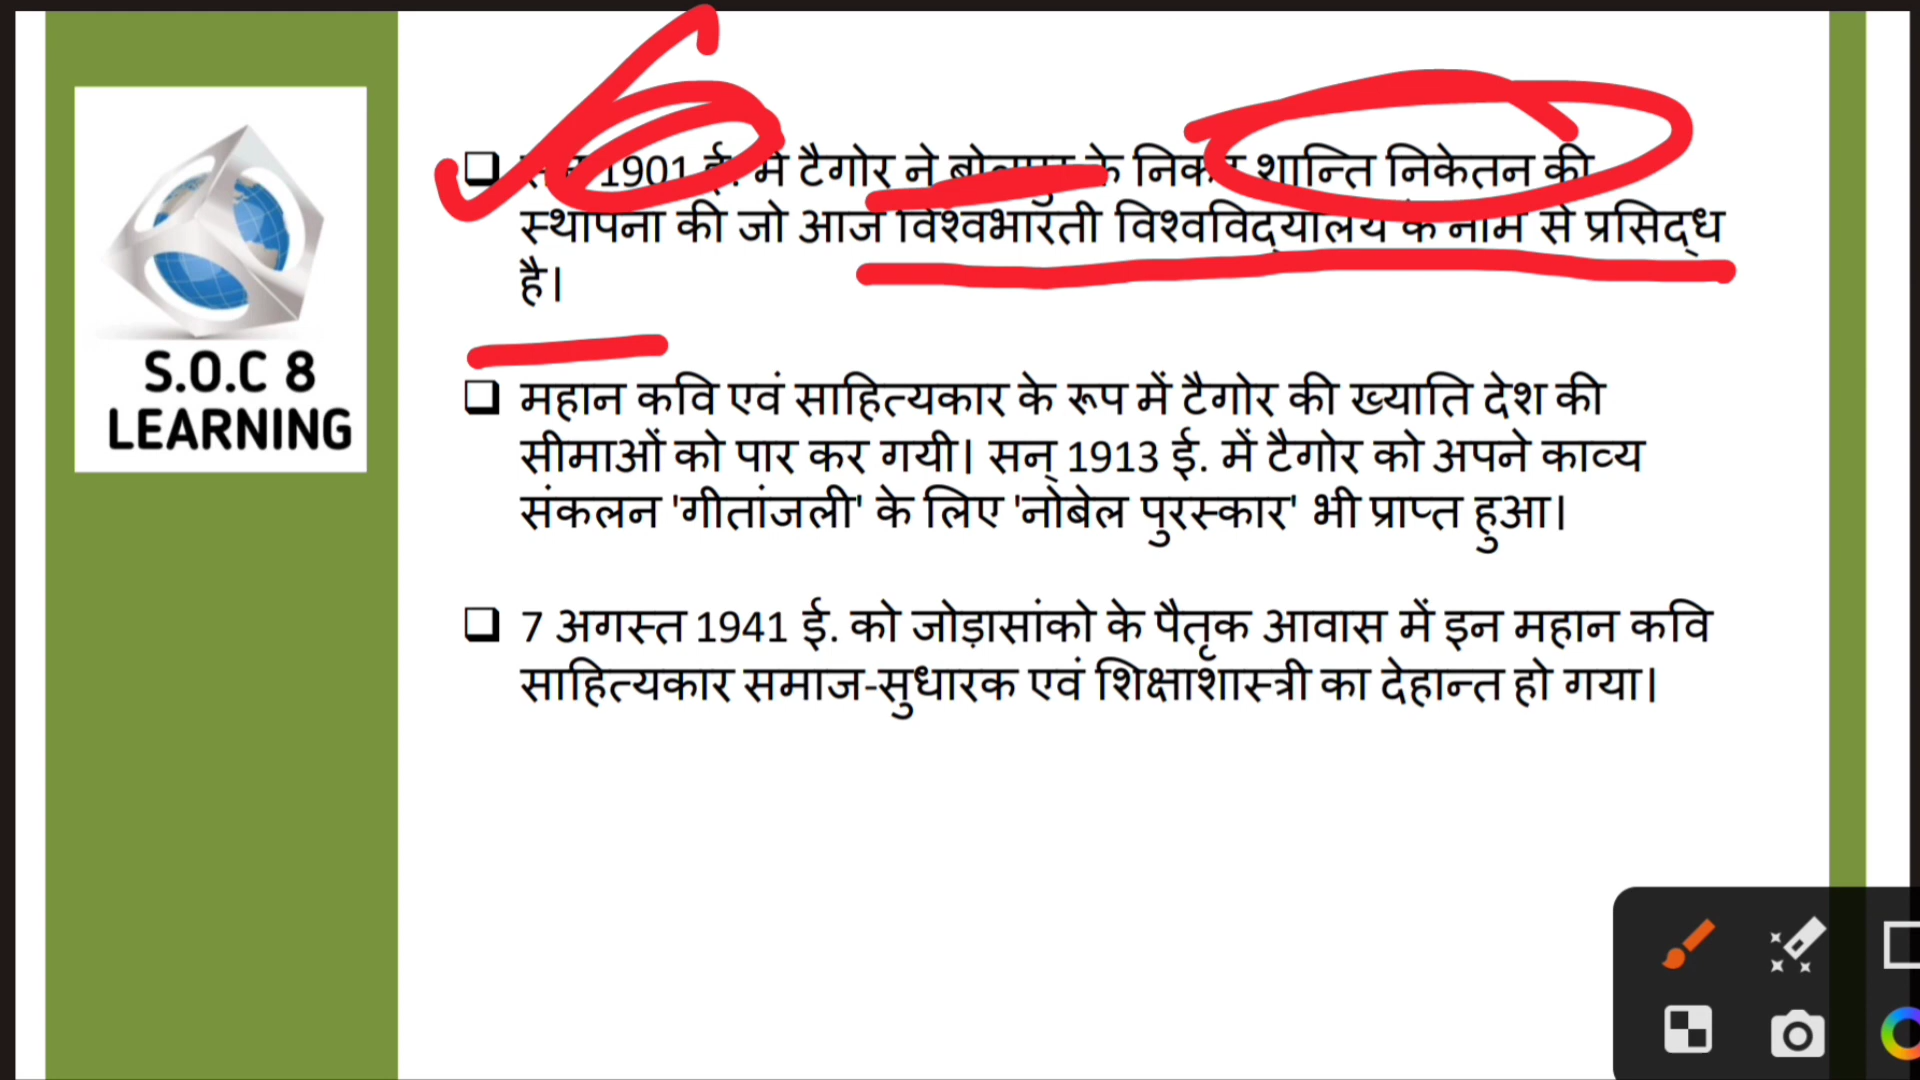 S.O.C 8
LEARNING
1901 ई. में टैगोर ने के शान्ति निकेतन की
स्थापना की जो आज विश्वभारती विश्वविद्यालय के नाम से प्रसिद्ध
है।
महान कवि एवं साहित्यकार के रूप में टैगोर की ख्याति देश की
सीमाओं को पार कर गयी। सन् 1913 ई. में टैगोर को अपने काव्य
संकलन 'गीतांजली' के लिए 'नोबेल पुरस्कार' भी प्राप्त हुआ।
7 अगस्त 1941 ई. को जोड़ासांको के पैतृक आवास में इन महान कवि
साहित्यकार समाज-सुधारक एवं शिक्षाशास्त्री का देहान्त हो गया।